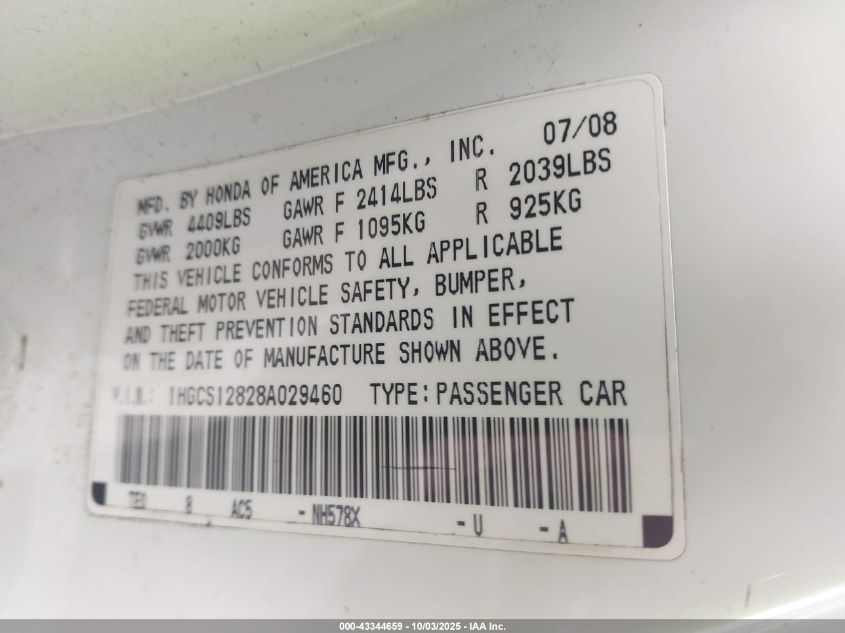 MFD. BY HONDA OF AMERICA MFG., INC. 07/08
GVWR 4409LBS GAWR F 2414LBS R 2039LBS
GVWR 2000KG GAWR F 1095KG R 925KG
THIS VEHICLE CONFORMS TO ALL APPLICABLE
FEDERAL MOTOR VEHICLE SAFETY, BUMPER,
AND THEFT PREVENTION STANDARDS IN EFFECT
ON THE DATE OF MANUFACTURE SHOWN ABOVE.
V.I.N.: 1HGCS12828A029460 TYPE: PASSENGER CAR
TE0 8 AC5 - NH578X - U - A
000-43344659 - 10/03/2025 - IAA Inc.